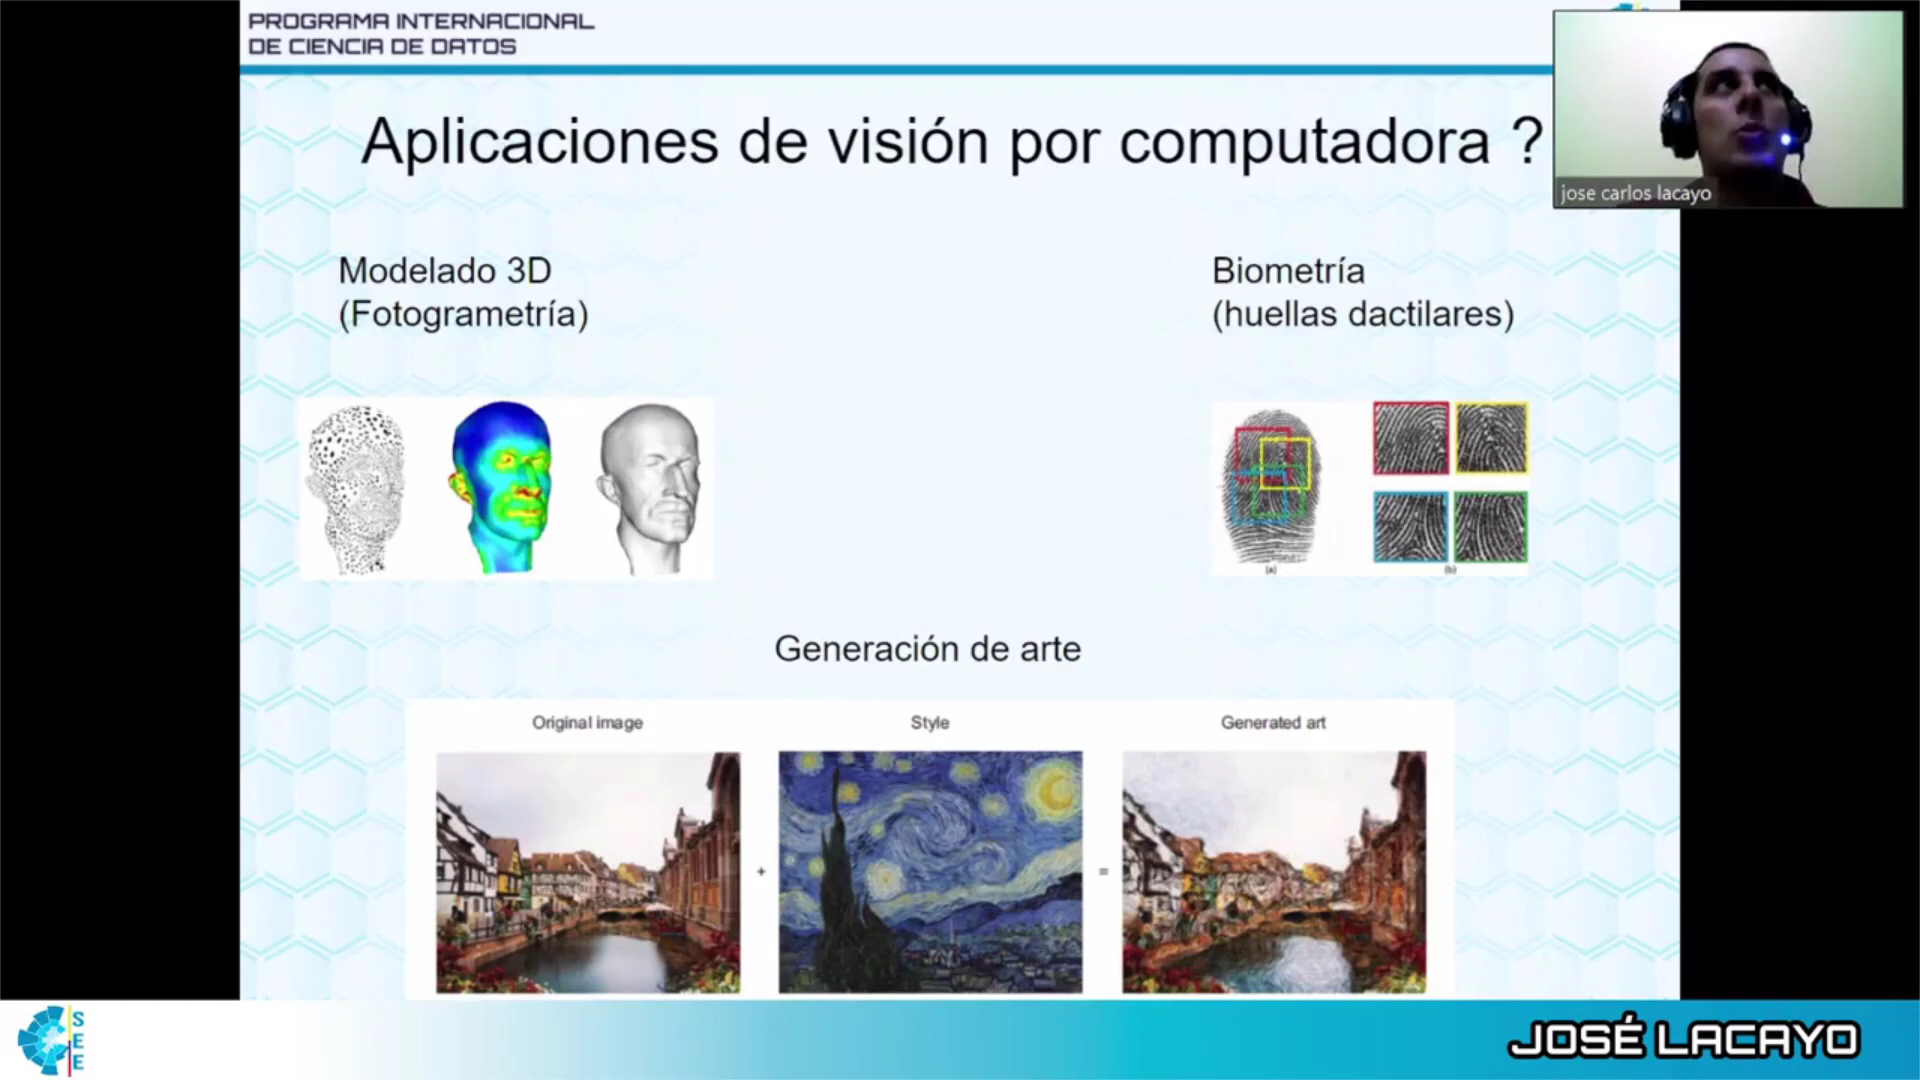 PROGRAMA INTERNACIONAL
DE CIENCIA DE DATOS
jose carlos lacayo
Aplicaciones de visión por computadora ?
Modelado 3D
(Fotogrametría)
Biometría
(huellas dactilares)
(a)
(b)
Generación de arte
Original image
Style
Generated art
+
=
S
E
E
JOSÉ LACAYO